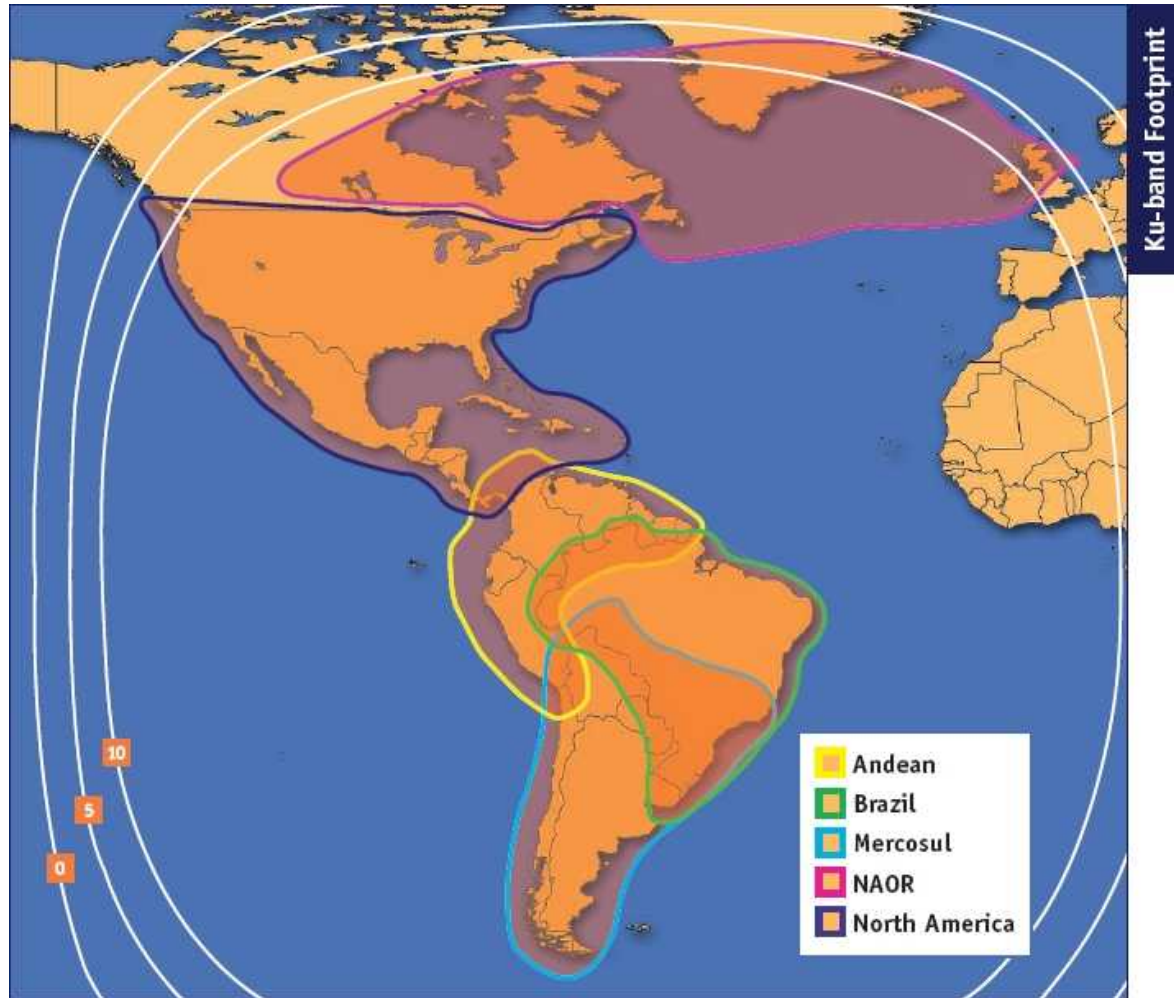 Ku-band Footprint
10
5
0
Andean
Brazil
Mercosul
NAOR
North America